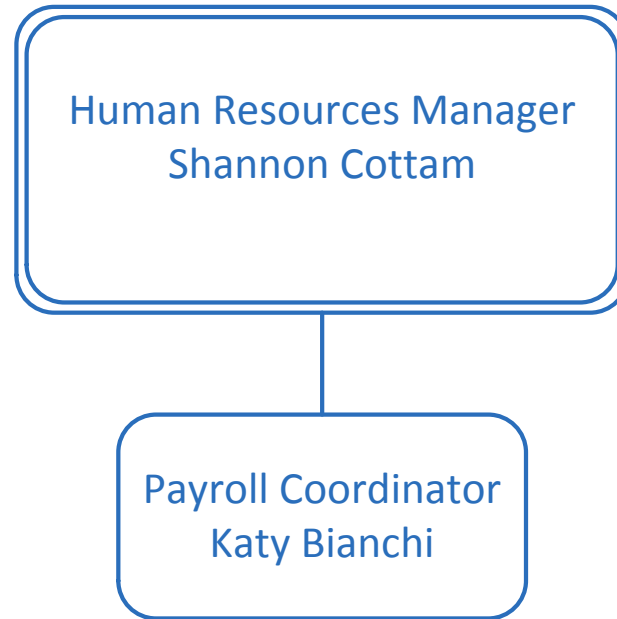 Human Resources Manager
Shannon Cottam
Payroll Coordinator
Katy Bianchi